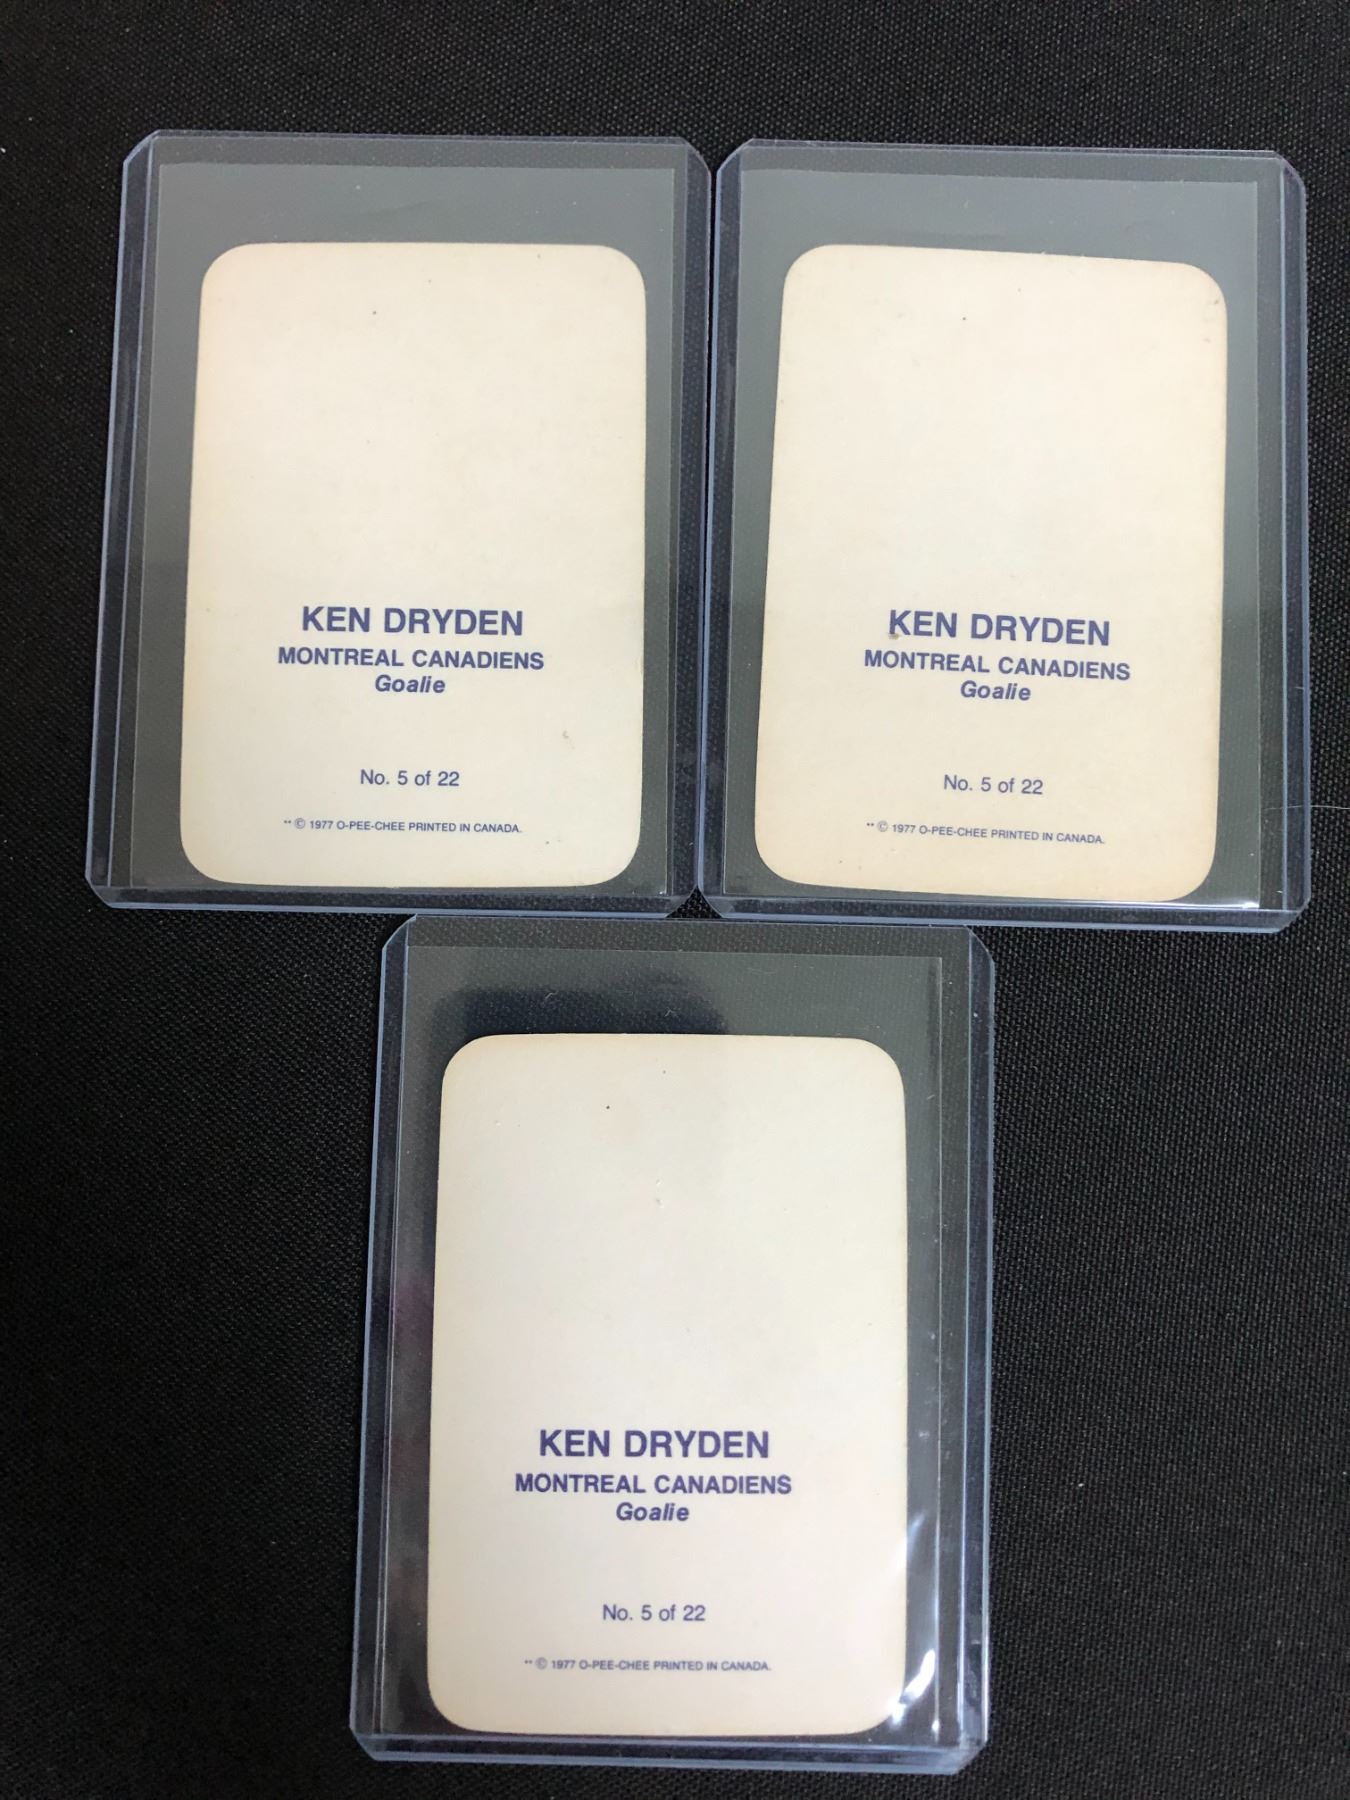 KEN DRYDEN
MONTREAL CANADIENS
Goalie
No. 5 of 22
** © 1977 O-PEE-CHEE PRINTED IN CANADA.
KEN DRYDEN
MONTREAL CANADIENS
Goalie
No. 5 of 22
** © 1977 O-PEE-CHEE PRINTED IN CANADA.
KEN DRYDEN
MONTREAL CANADIENS
Goalie
No. 5 of 22
** © 1977 O-PEE-CHEE PRINTED IN CANADA.